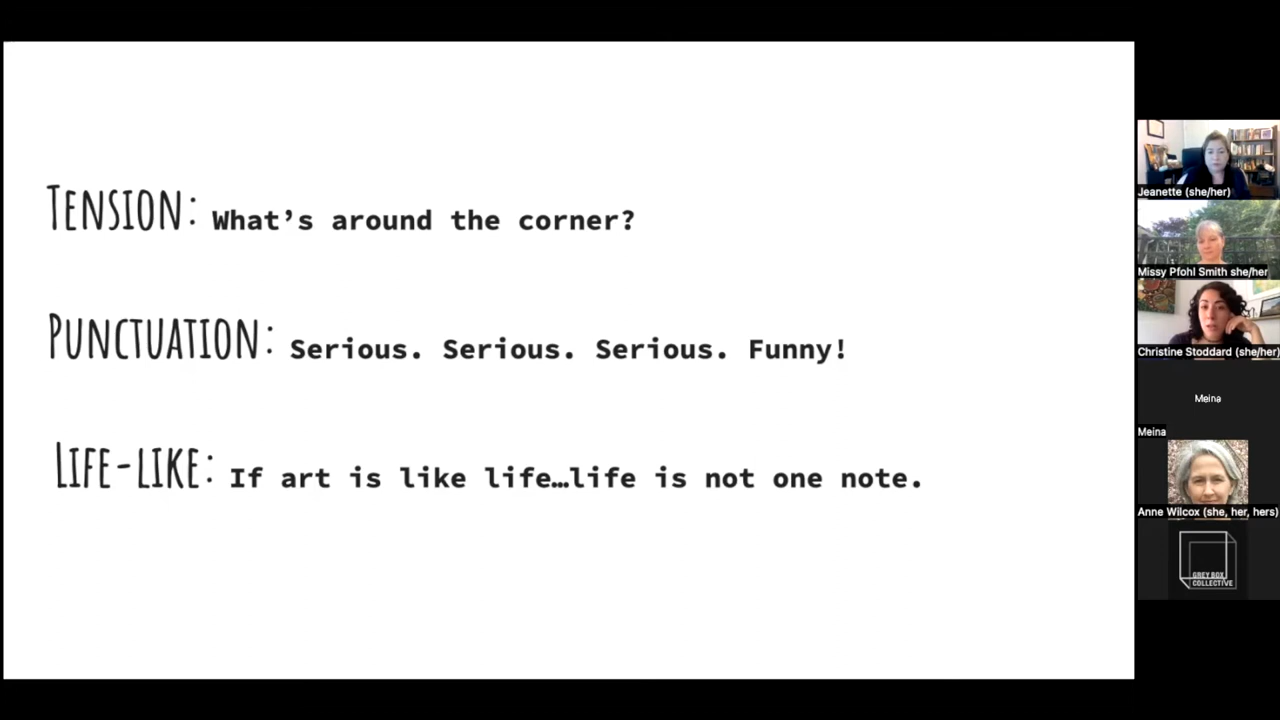 TENSION: What’s around the corner?
PUNCTUATION: Serious. Serious. Serious. Funny!
LIFE-LIKE: If art is like life…life is not one note.
Jeanette (she/her)
Missy Pfohl Smith she/her
Christine Stoddard (she/her)
Meina
Meina
Anne Wilcox (she, her, hers)
GREY BOX
COLLECTIVE